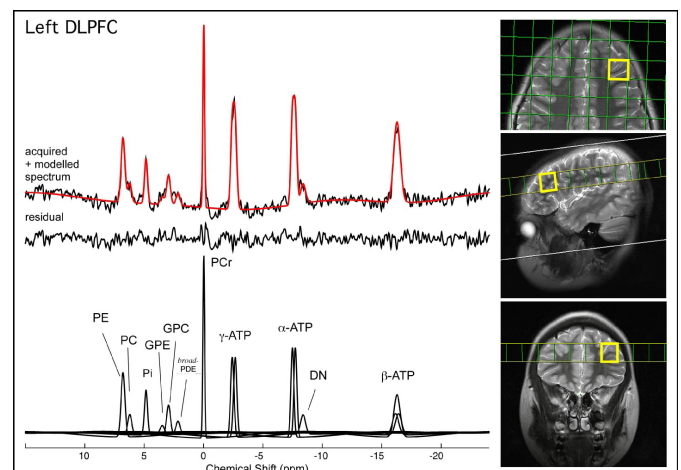 Left DLPFC
acquired
+ modelled
spectrum
residual
PCr
PE
PC
GPE
GPC
Pi
broad-
PDE
γ-ATP
α-ATP
DN
β-ATP
10
5
0
-5
-10
-15
-20
Chemical Shift (ppm)